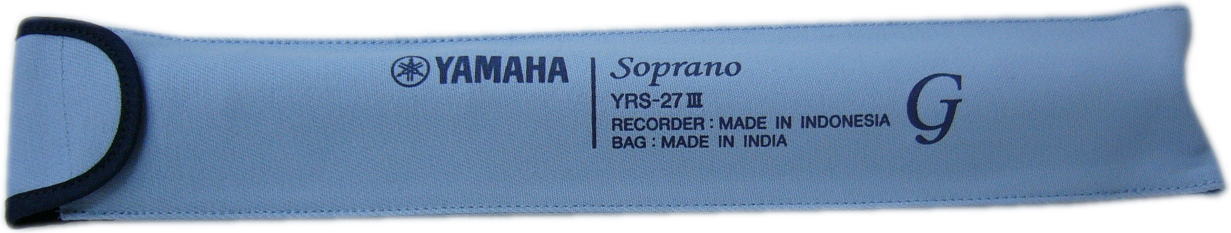 YAMAHA
Soprano
YRS-27 III
RECORDER : MADE IN INDONESIA
BAG : MADE IN INDIA
G